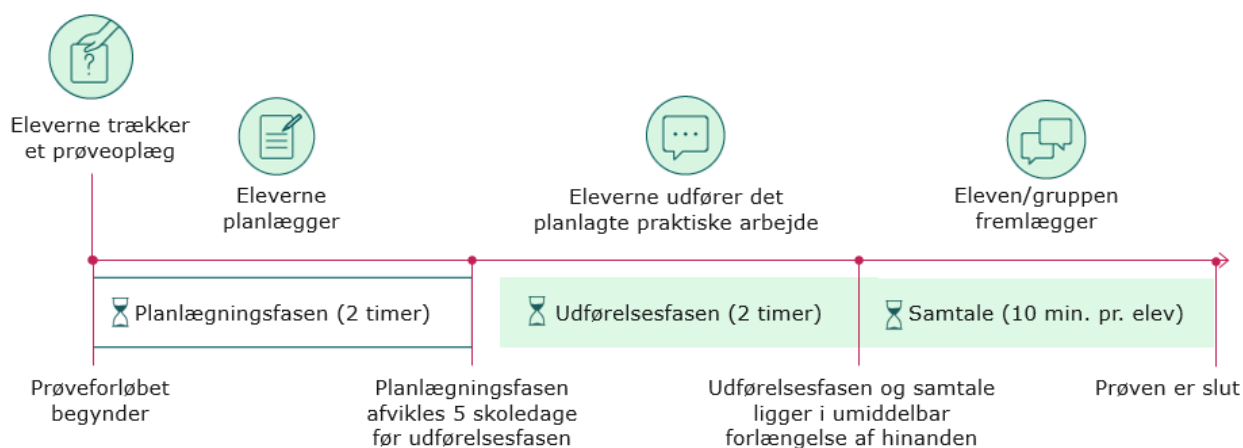 ?
Eleverne trækker
et prøveoplæg
Eleverne
planlægger
Eleverne udfører det
planlagte praktiske arbejde
Eleven/gruppen
fremlægger
Planlægningsfasen (2 timer)
Udførelsesfasen (2 timer)
Samtale (10 min. pr. elev)
Prøveforløbet
begynder
Planlægningsfasen
afvikles 5 skoledage
før udførelsesfasen
Udførelsesfasen og samtale
ligger i umiddelbar
forlængelse af hinanden
Prøven er slut